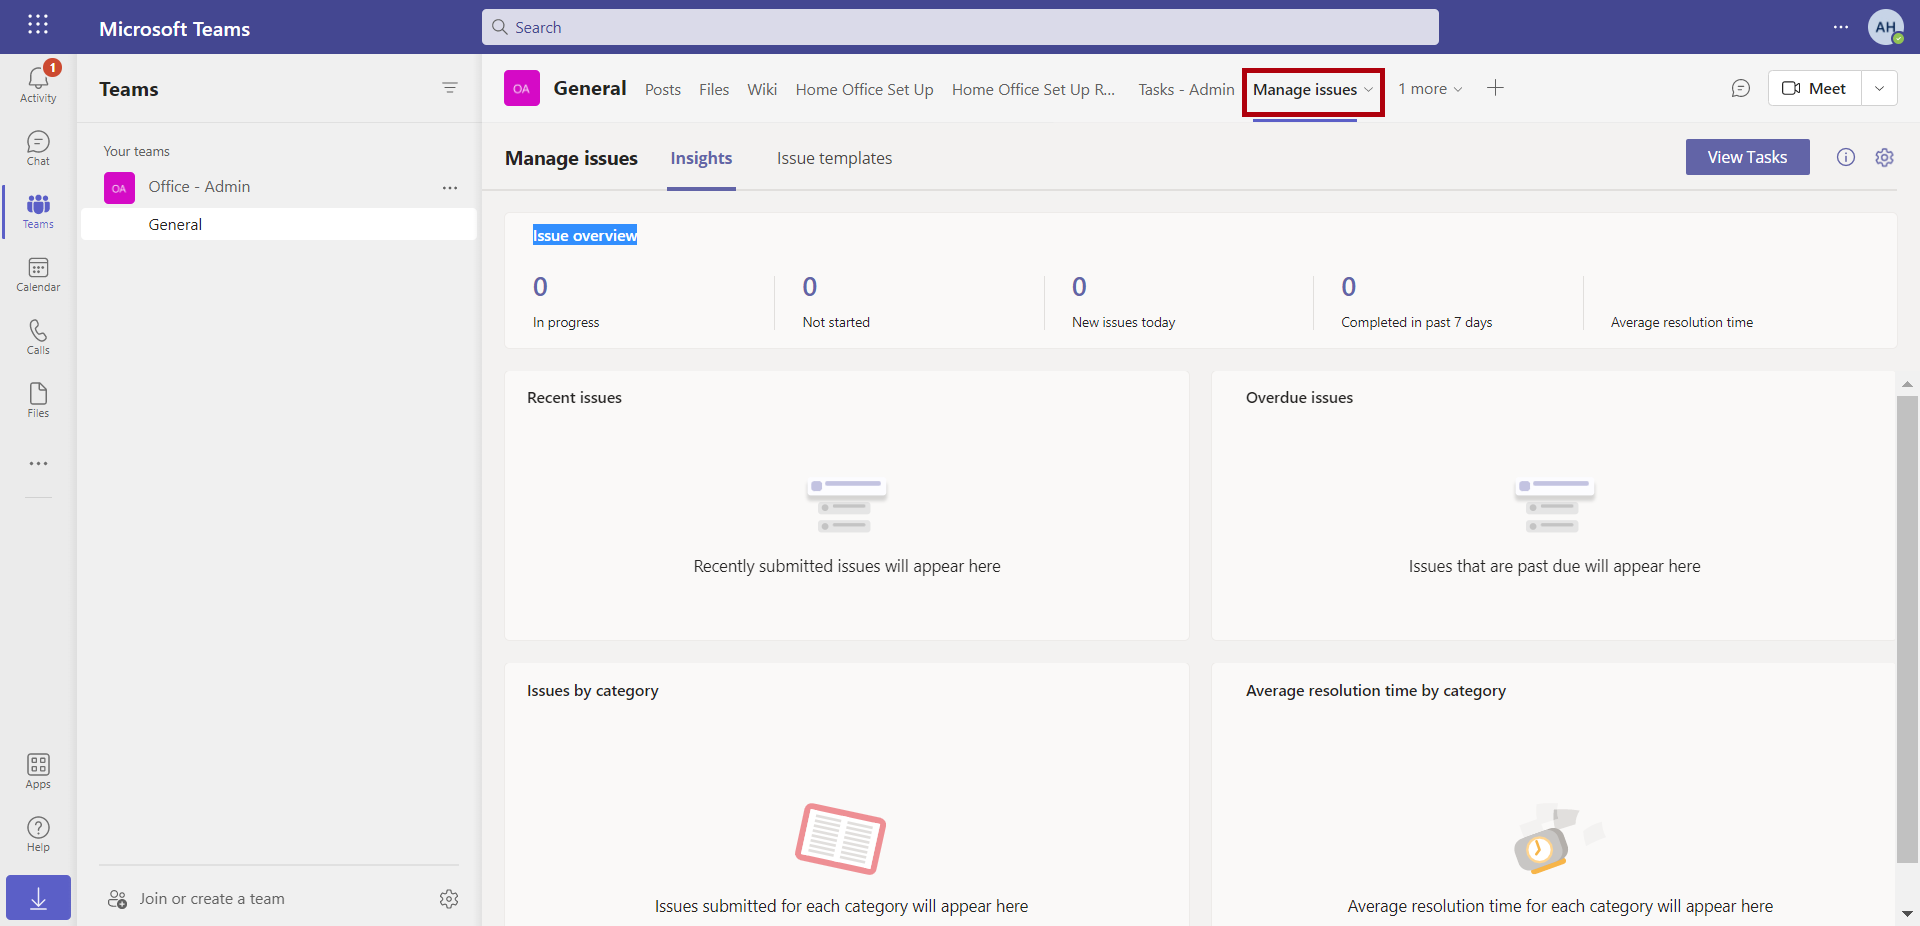 Microsoft Teams
Search
AH
1
Activity
Chat
Teams
Calendar
Calls
Files
Apps
Help
Teams
Your teams
OA Office - Admin
General
Join or create a team
OA General Posts Files Wiki Home Office Set Up Home Office Set Up R... Tasks - Admin Manage issues 1 more
Meet
Manage issues Insights Issue templates
View Tasks
Issue overview
0 0 0 0
In progress Not started New issues today Completed in past 7 days Average resolution time
Recent issues
Recently submitted issues will appear here
Overdue issues
Issues that are past due will appear here
Issues by category
Issues submitted for each category will appear here
Average resolution time by category
Average resolution time for each category will appear here